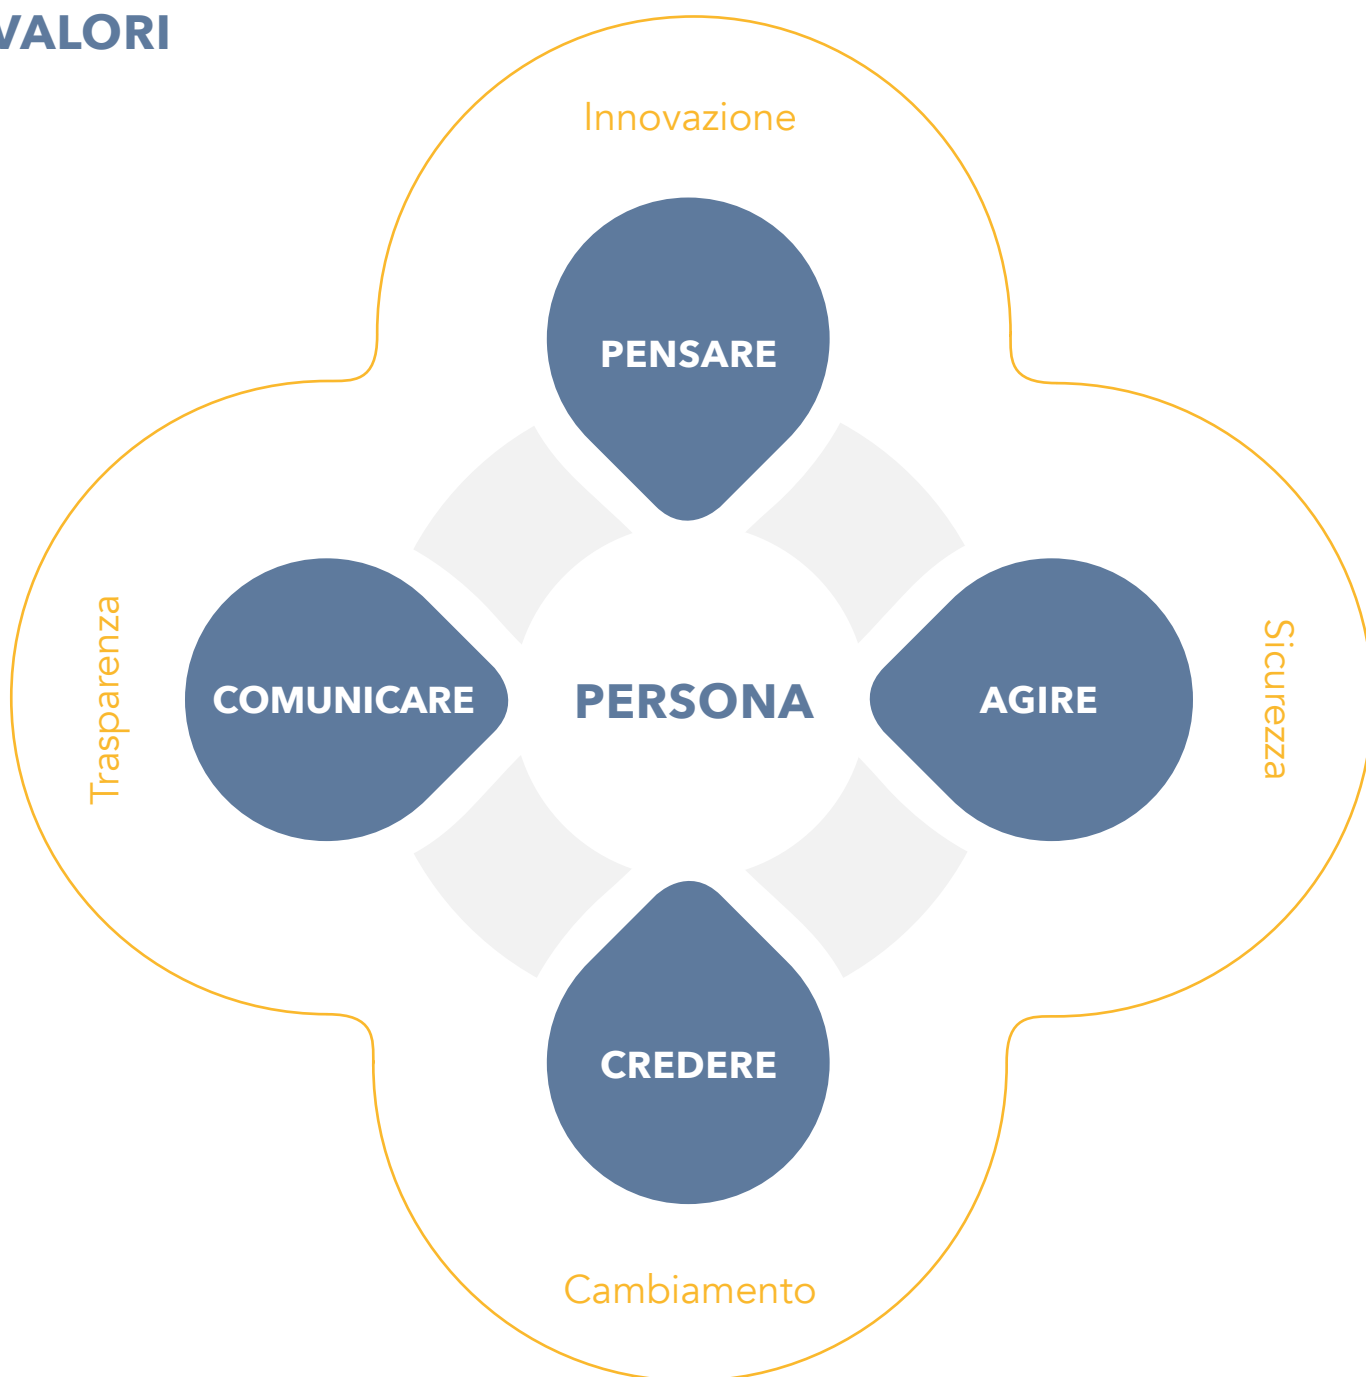 VALORI
Innovazione
PENSARE
Trasparenza
COMUNICARE
PERSONA
AGIRE
Sicurezza
CREDERE
Cambiamento